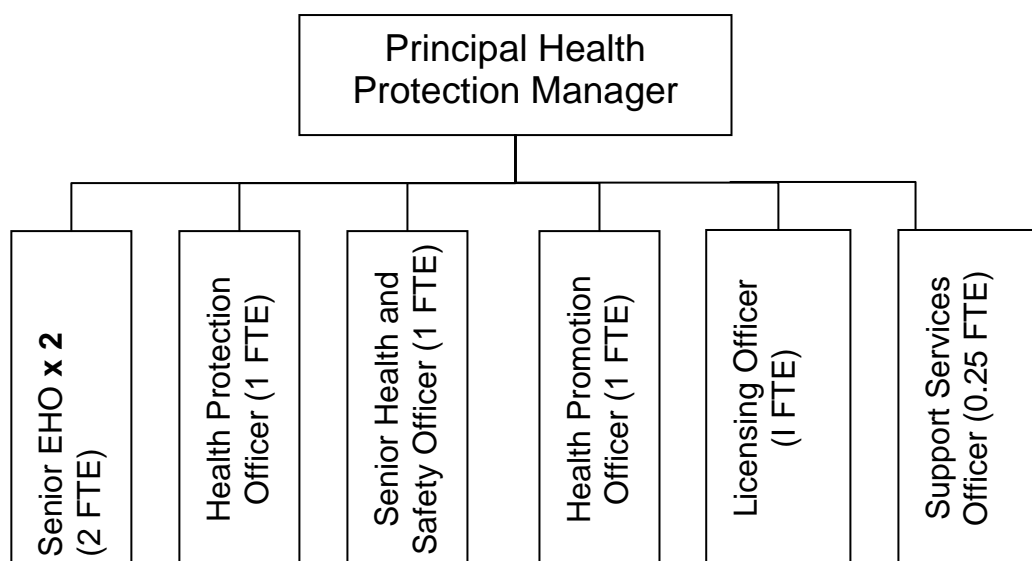 Principal Health
Protection Manager
Senior EHO x 2
(2 FTE)
Health Protection
Officer (1 FTE)
Senior Health and
Safety Officer (1 FTE)
Health Promotion
Officer (1 FTE)
Licensing Officer
(I FTE)
Support Services
Officer (0.25 FTE)